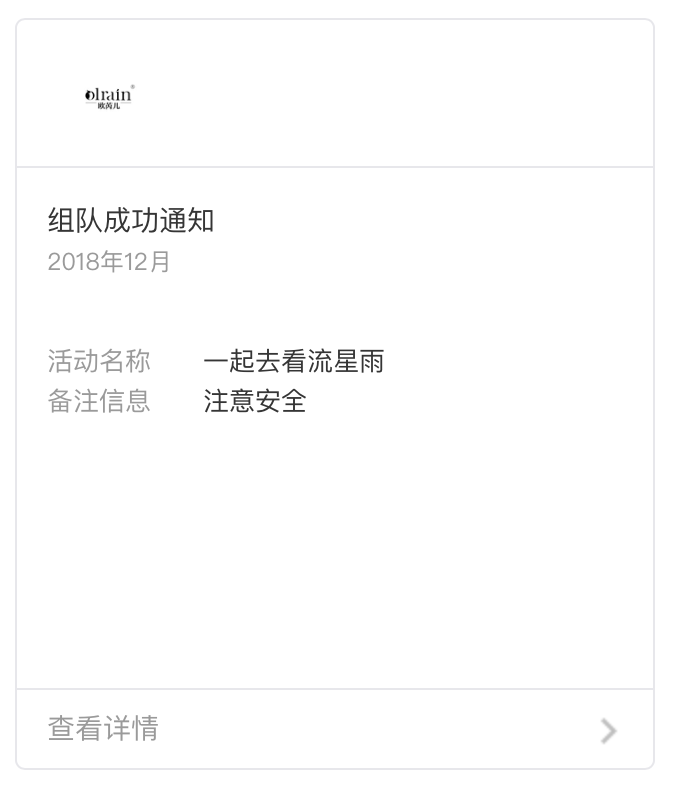 olrain®
欧芮儿
组队成功通知
2018年12月
活动名称 一起去看流星雨
备注信息 注意安全
查看详情